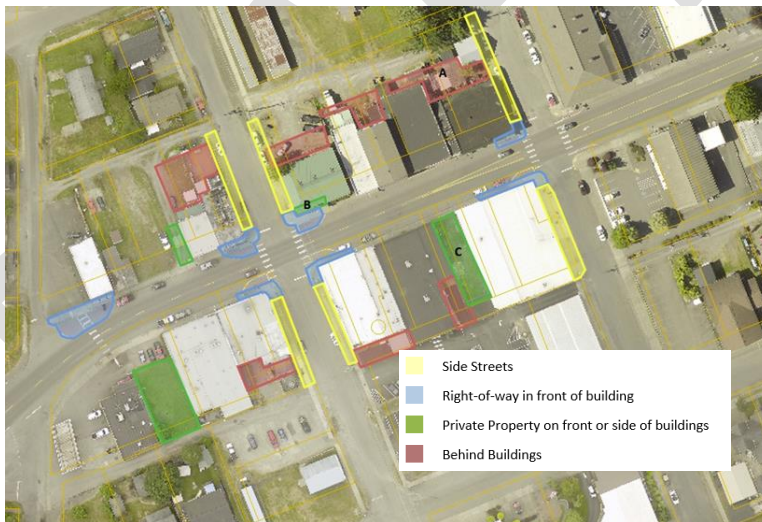 A
B
C
Side Streets
Right-of-way in front of building
Private Property on front or side of buildings
Behind Buildings